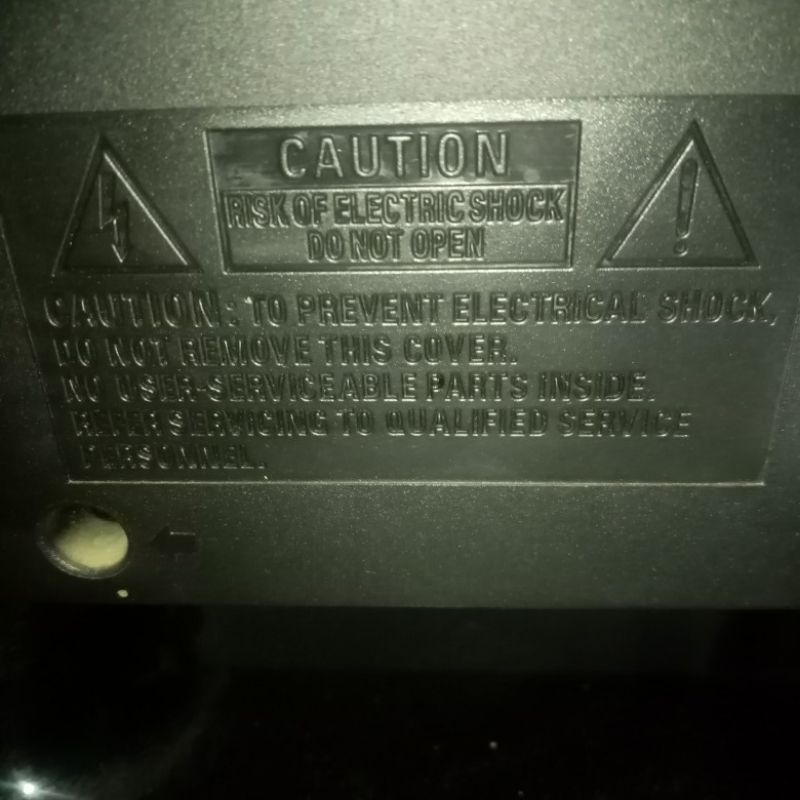 CAUTION
RISK OF ELECTRIC SHOCK
DO NOT OPEN
CAUTION: TO PREVENT ELECTRICAL SHOCK,
DO NOT REMOVE THIS COVER.
NO USER-SERVICEABLE PARTS INSIDE.
REFER SERVICING TO QUALIFIED SERVICE
PERSONNEL.